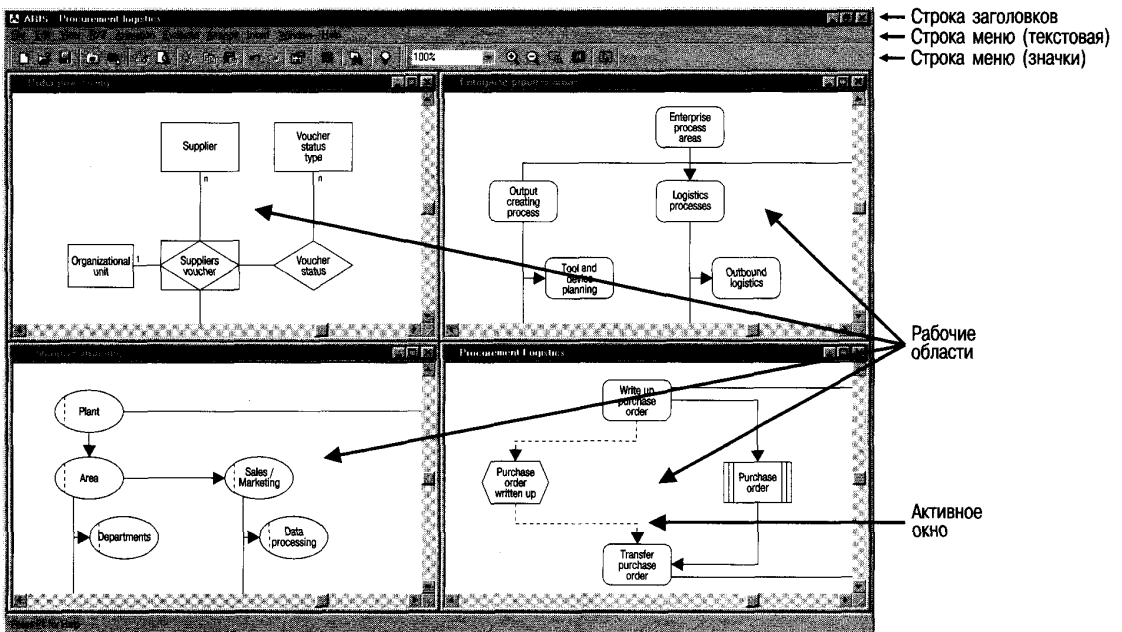 ARIS - Procurement logistics
Строка заголовков
Строка меню (текстовая)
Строка меню (значки)
100%
Supplier
Voucher
status
type
n
n
Organizational
unit
1
Suppliers
voucher
Voucher
status
Enterprise
process
areas
Output
creating
process
Logistics
processes
Tool and
device
planning
Outbound
logistics
Рабочие
области
Plant
Area
Sales /
Marketing
Departments
Data
processing
Procurement Logistics
Write up
purchase
order
Purchase
order
written up
Purchase
order
Transfer
purchase
order
Активное
окно